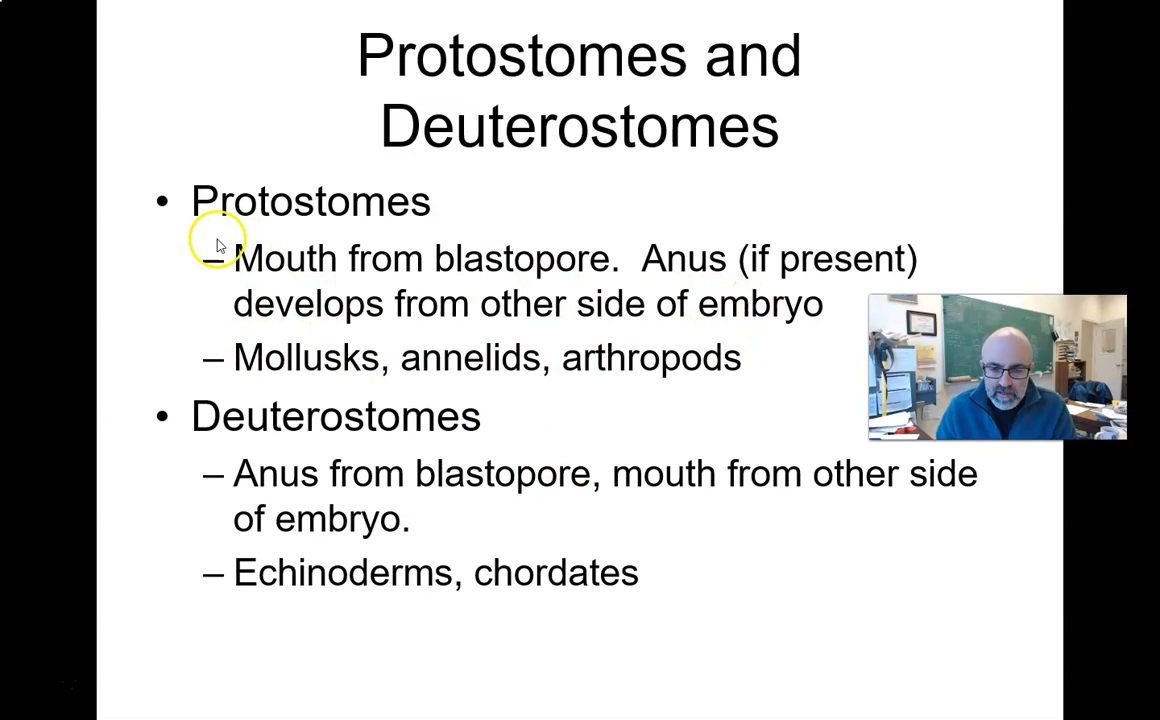 Protostomes and
Deuterostomes
• Protostomes
– Mouth from blastopore. Anus (if present)
develops from other side of embryo
– Mollusks, annelids, arthropods
• Deuterostomes
– Anus from blastopore, mouth from other side
of embryo.
– Echinoderms, chordates